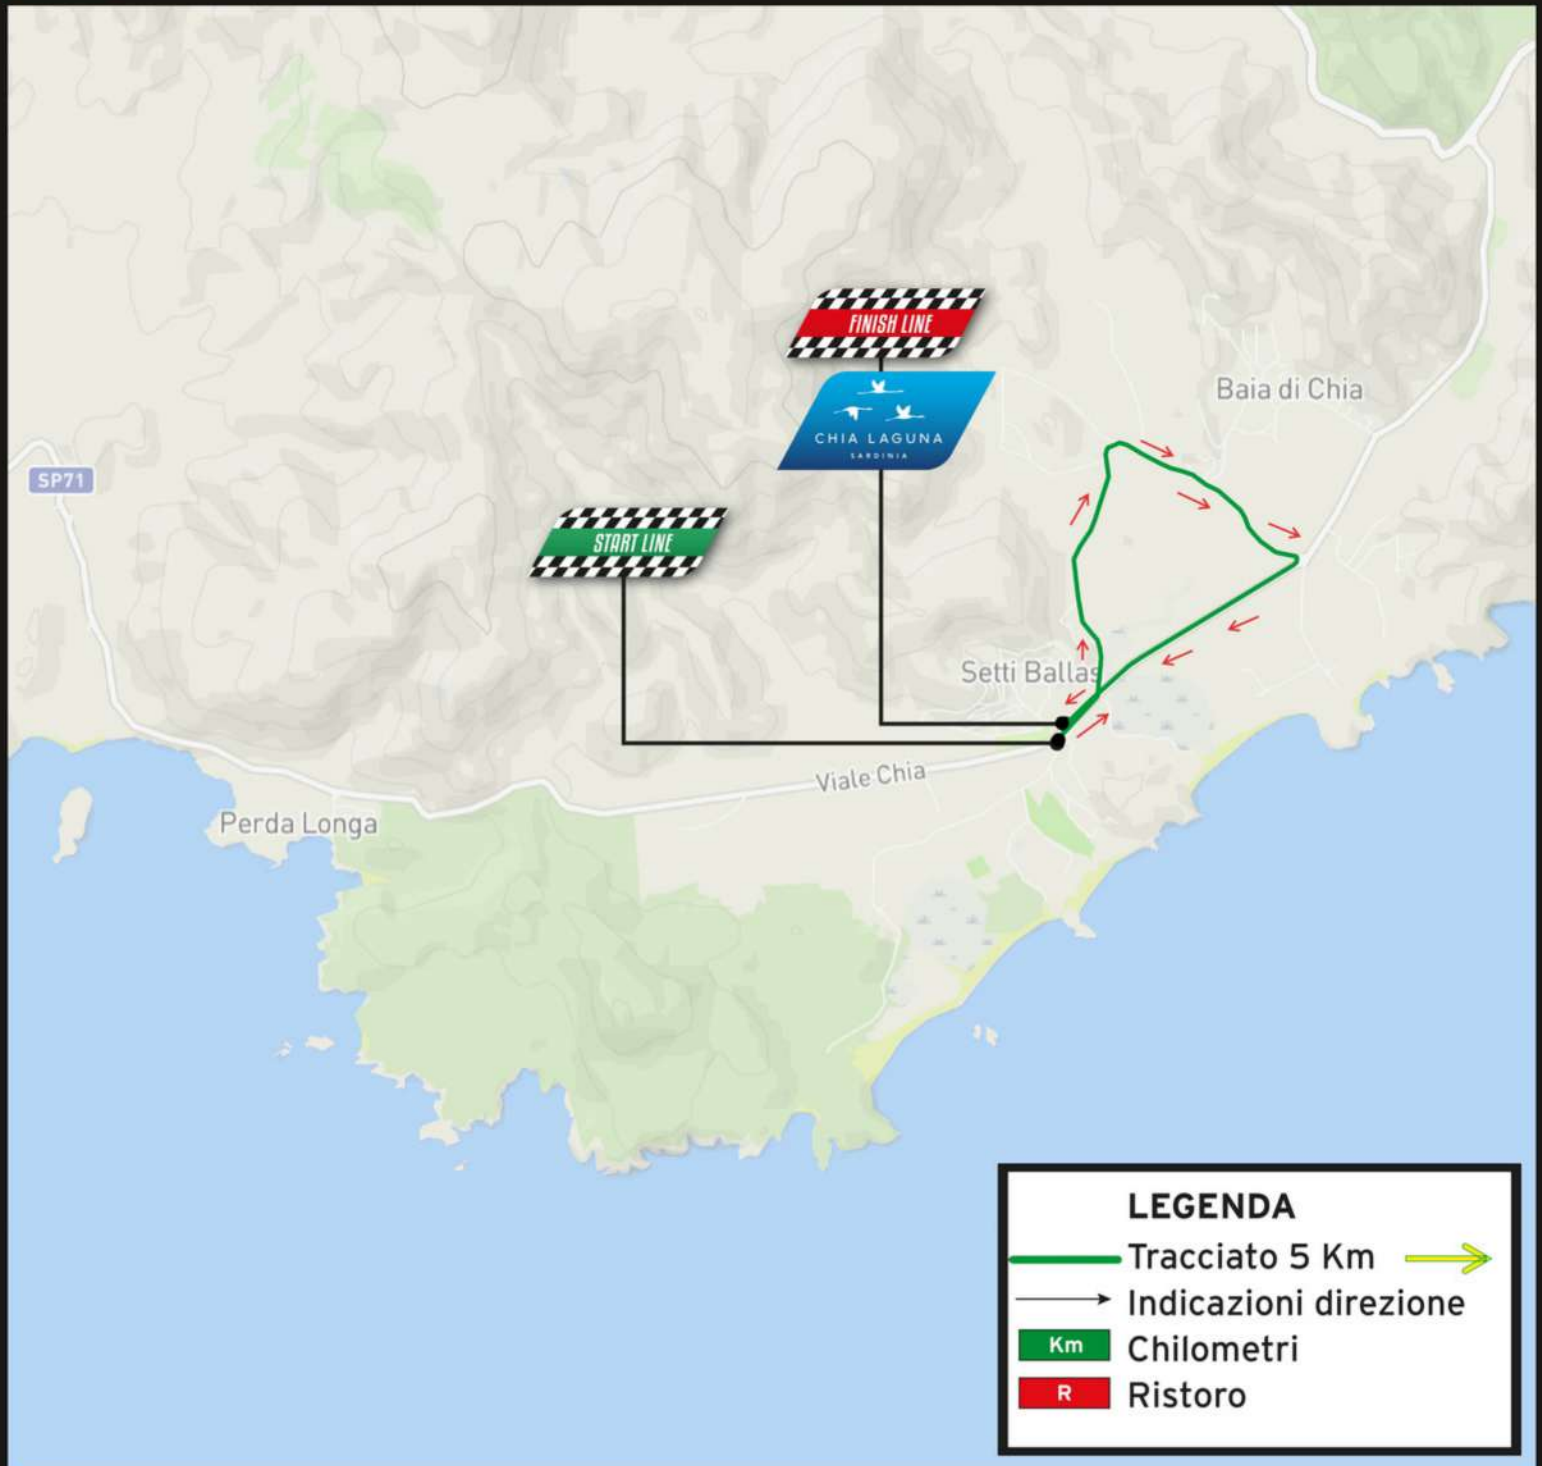 FINISH LINE
Baia di Chia
CHIA LAGUNA
SARDINIA
SP71
START LINE
Setti Ballas
Viale Chia
Perda Longa
LEGENDA
Tracciato 5 Km
Indicazioni direzione
Km Chilometri
R Ristoro